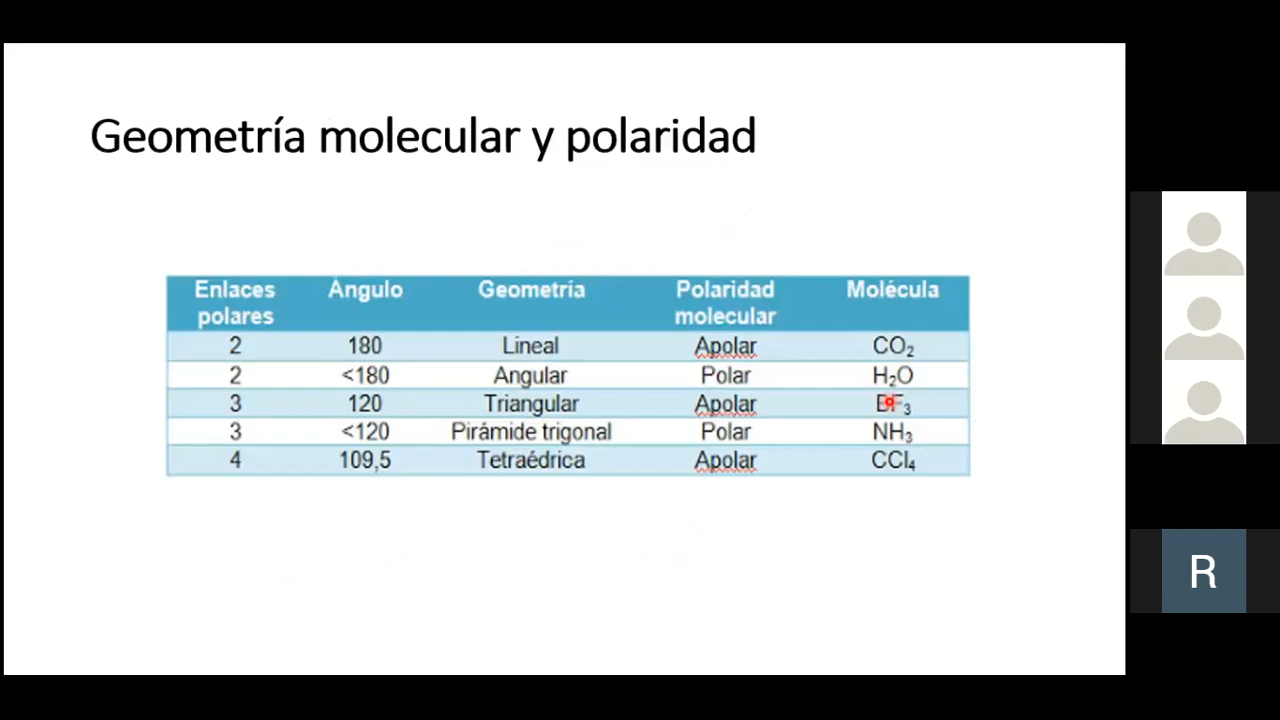 Geometría molecular y polaridad
Enlaces polares Ángulo Geometría Polaridad molecular Molécula
2 180 Lineal Apolar CO₂
2 <180 Angular Polar H₂O
3 120 Triangular Apolar BF₃
3 <120 Pirámide trigonal Polar NH₃
4 109,5 Tetraédrica Apolar CCl₄
R